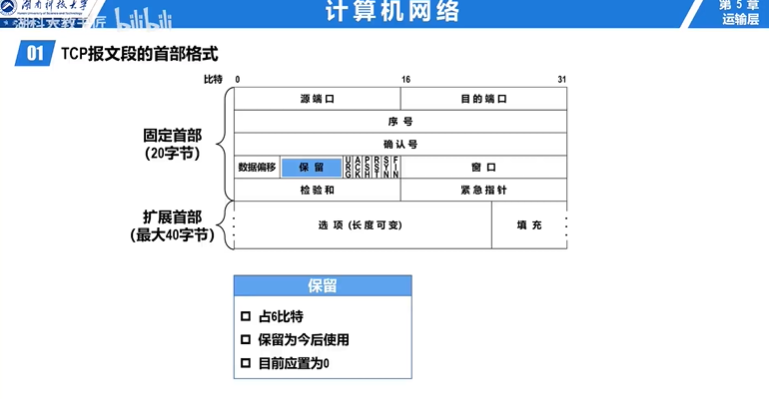 湖南科技大学
湖科大教书匠 bilibili
计算机网络
第 5 章
运输层
01 TCP报文段的首部格式
比特 0 16 31
固定首部
(20字节)
源端口 目的端口
序号
确认号
数据偏移 保留 URG ACK PSH RST SYN FIN 窗口
检验和 紧急指针
扩展首部
(最大40字节)
选项 (长度可变) 填充
保留
占6比特
保留为今后使用
目前应置为0